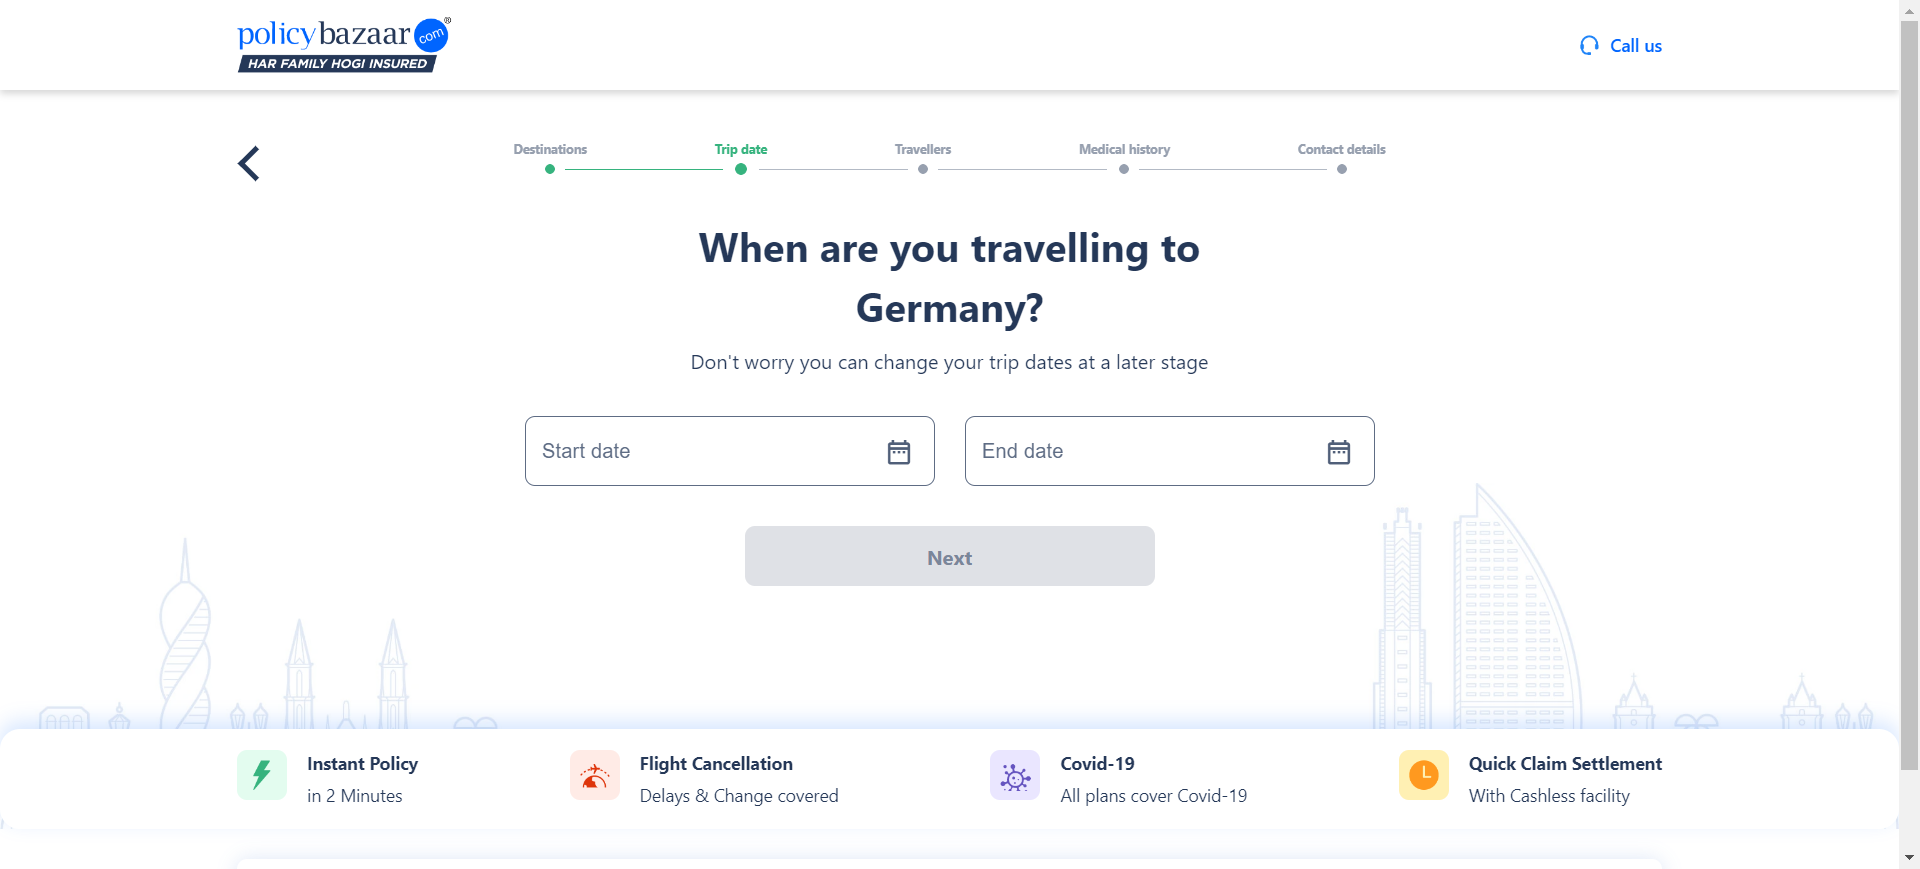 policybazaar.com®
HAR FAMILY HOGI INSURED
Call us
Destinations
Trip date
Travellers
Medical history
Contact details
When are you travelling to
Germany?
Don't worry you can change your trip dates at a later stage
Start date
End date
Next
Instant Policy
in 2 Minutes
Flight Cancellation
Delays & Change covered
Covid-19
All plans cover Covid-19
Quick Claim Settlement
With Cashless facility